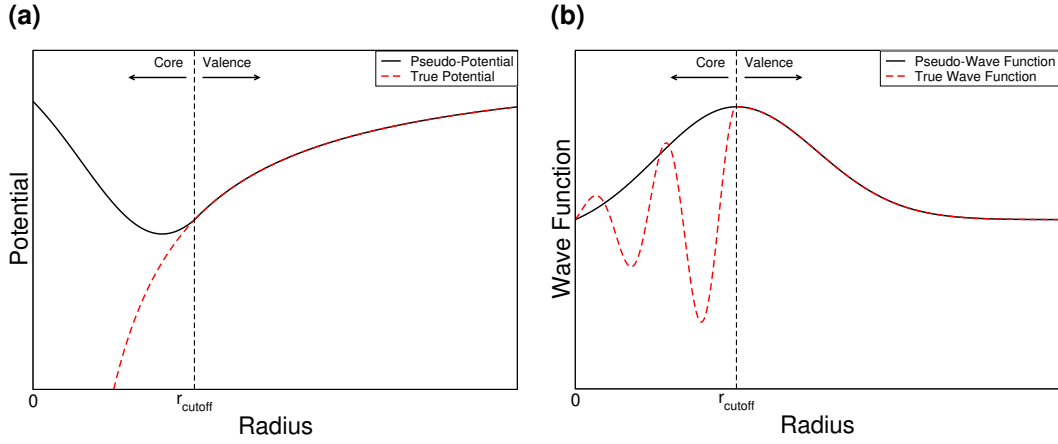 (a)
Core Valence
Pseudo-Potential
True Potential
Potential
0
r_cutoff
Radius
(b)
Core Valence
Pseudo-Wave Function
True Wave Function
Wave Function
0
r_cutoff
Radius